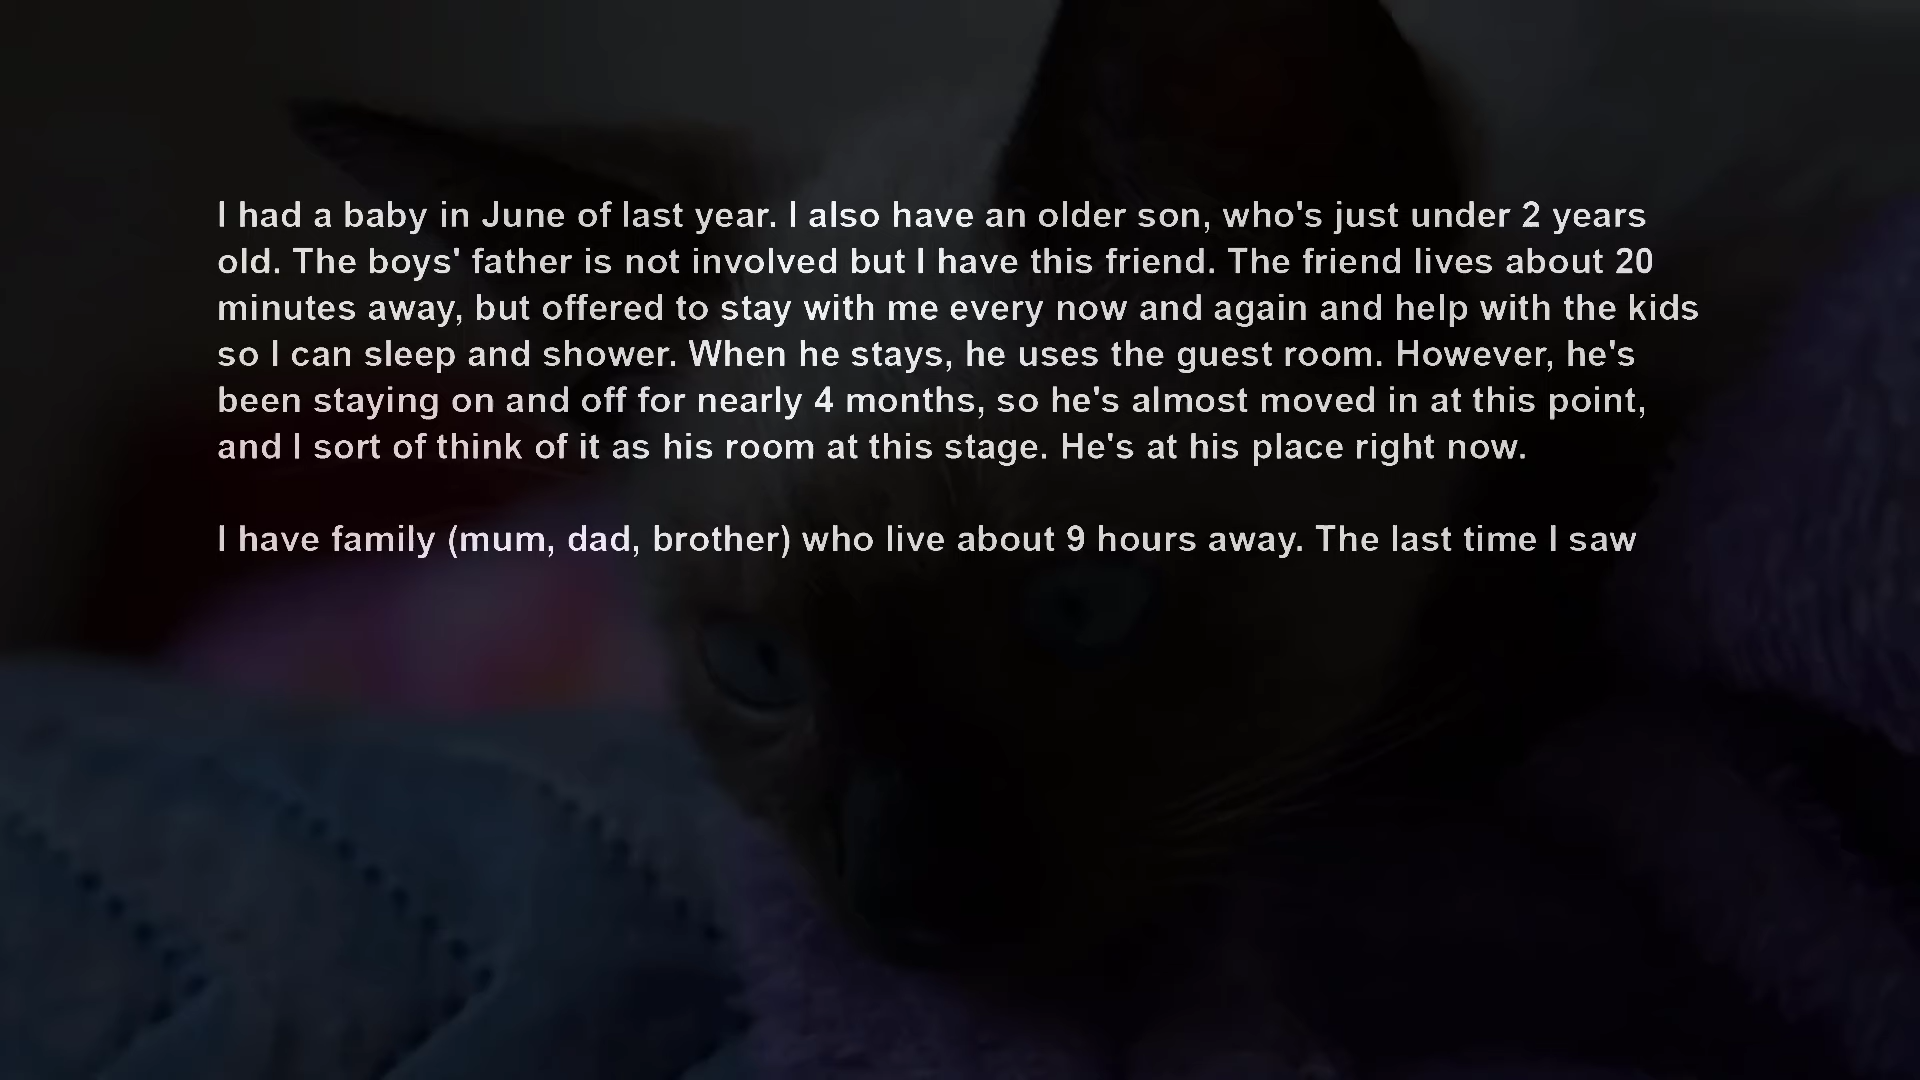 I had a baby in June of last year. I also have an older son, who's just under 2 years
old. The boys' father is not involved but I have this friend. The friend lives about 20
minutes away, but offered to stay with me every now and again and help with the kids
so I can sleep and shower. When he stays, he uses the guest room. However, he's
been staying on and off for nearly 4 months, so he's almost moved in at this point,
and I sort of think of it as his room at this stage. He's at his place right now.
I have family (mum, dad, brother) who live about 9 hours away. The last time I saw